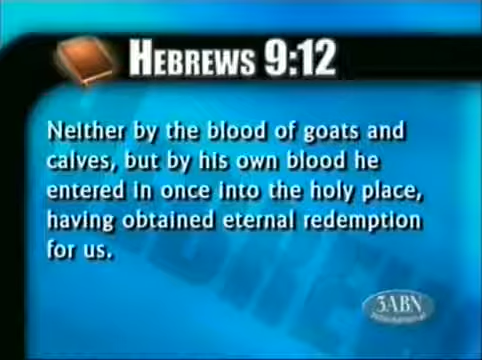 HEBREWS 9:12
Neither by the blood of goats and
calves, but by his own blood he
entered in once into the holy place,
having obtained eternal redemption
for us.
3ABN